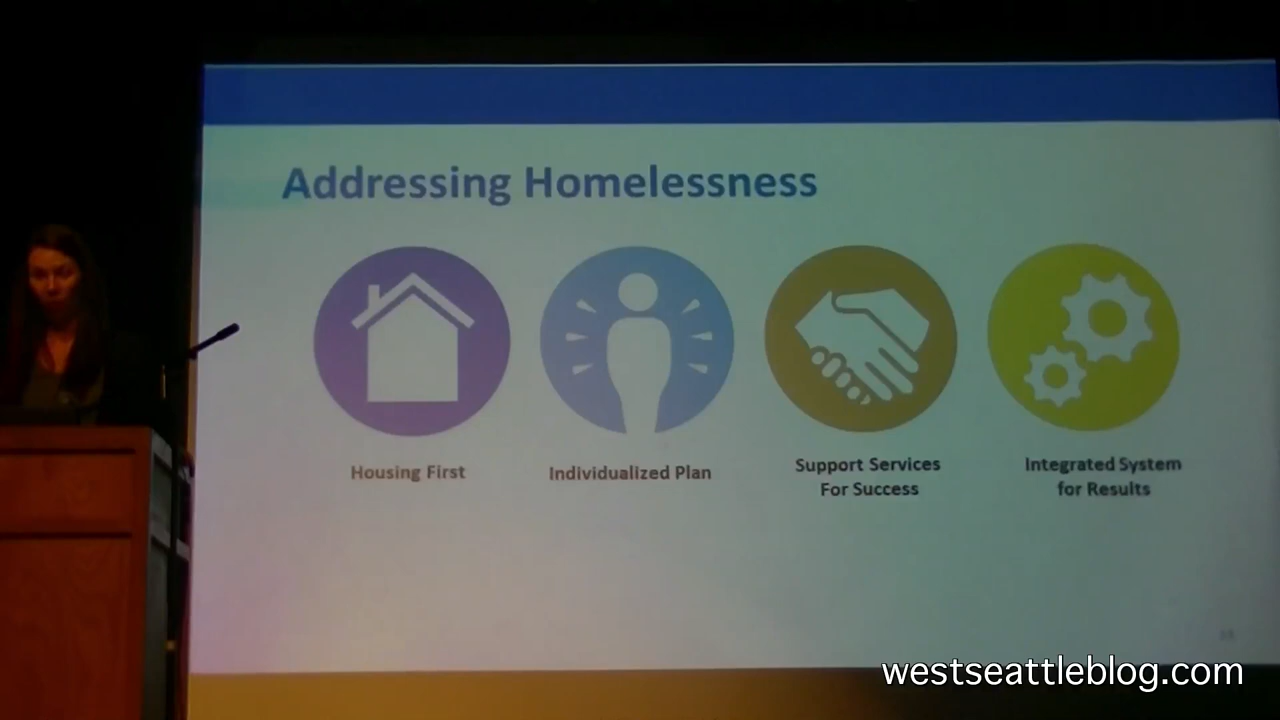 Addressing Homelessness
Housing First
Individualized Plan
Support Services
For Success
Integrated System
for Results
westseattleblog.com